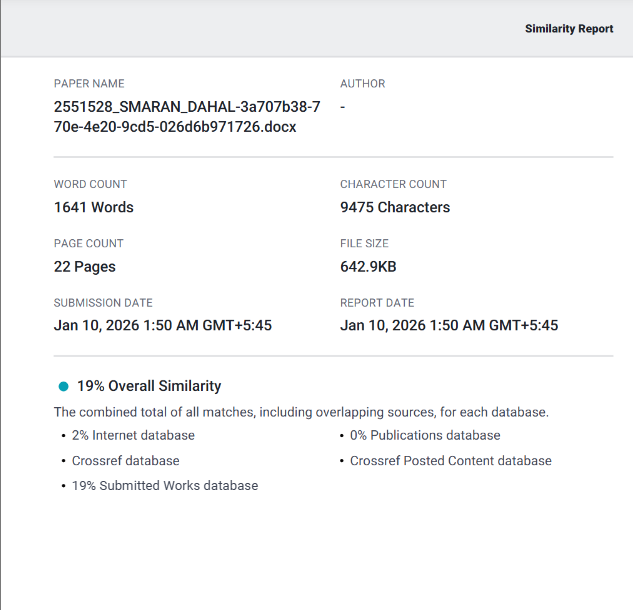 Similarity Report
PAPER NAME
2551528_SMARAN_DAHAL-3a707b38-7
70e-4e20-9cd5-026d6b971726.docx
AUTHOR
-
WORD COUNT
1641 Words
CHARACTER COUNT
9475 Characters
PAGE COUNT
22 Pages
FILE SIZE
642.9KB
SUBMISSION DATE
Jan 10, 2026 1:50 AM GMT+5:45
REPORT DATE
Jan 10, 2026 1:50 AM GMT+5:45
19% Overall Similarity
The combined total of all matches, including overlapping sources, for each database.
• 2% Internet database
• 0% Publications database
• Crossref database
• Crossref Posted Content database
• 19% Submitted Works database